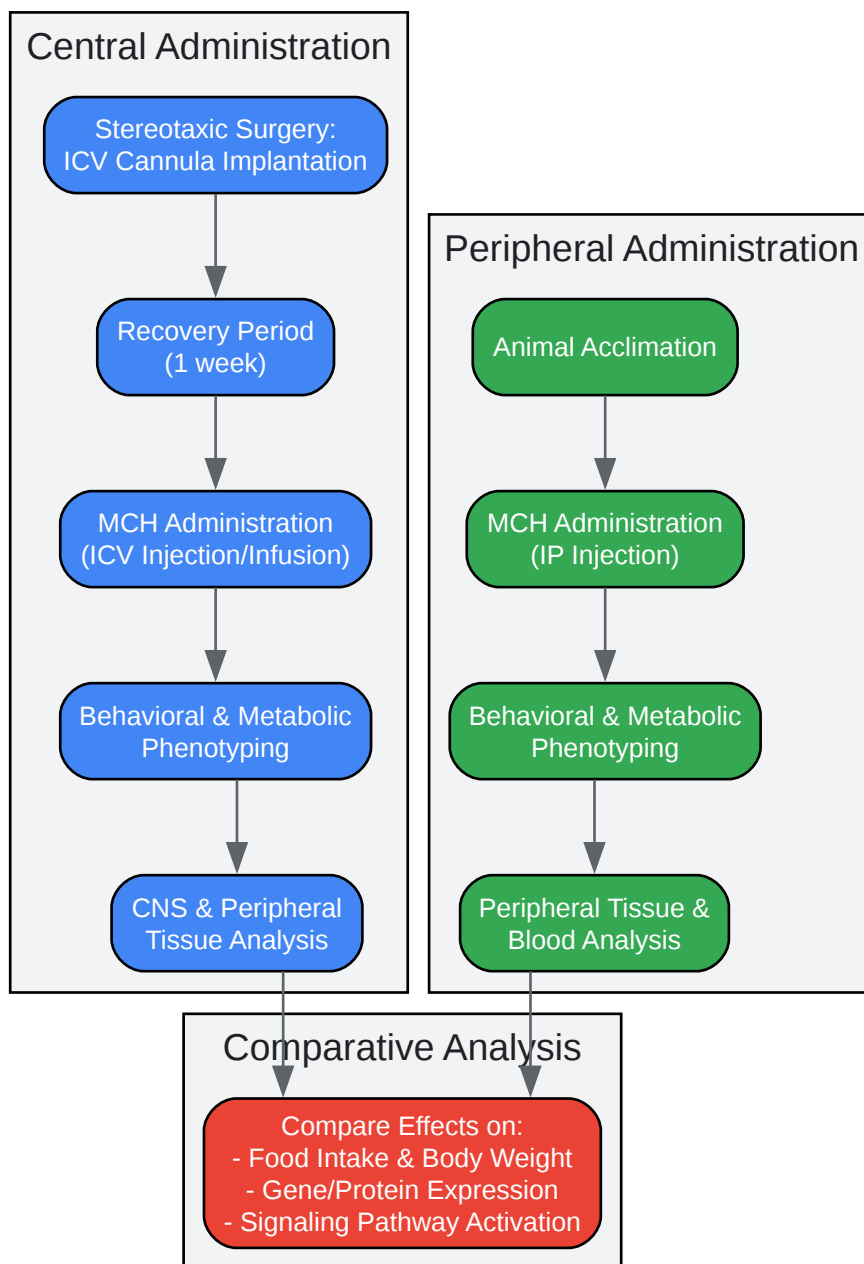 Central Administration
Stereotaxic Surgery:
ICV Cannula Implantation
Recovery Period
(1 week)
MCH Administration
(ICV Injection/Infusion)
Behavioral & Metabolic
Phenotyping
CNS & Peripheral
Tissue Analysis
Peripheral Administration
Animal Acclimation
MCH Administration
(IP Injection)
Behavioral & Metabolic
Phenotyping
Peripheral Tissue &
Blood Analysis
Comparative Analysis
Compare Effects on:
- Food Intake & Body Weight
- Gene/Protein Expression
- Signaling Pathway Activation